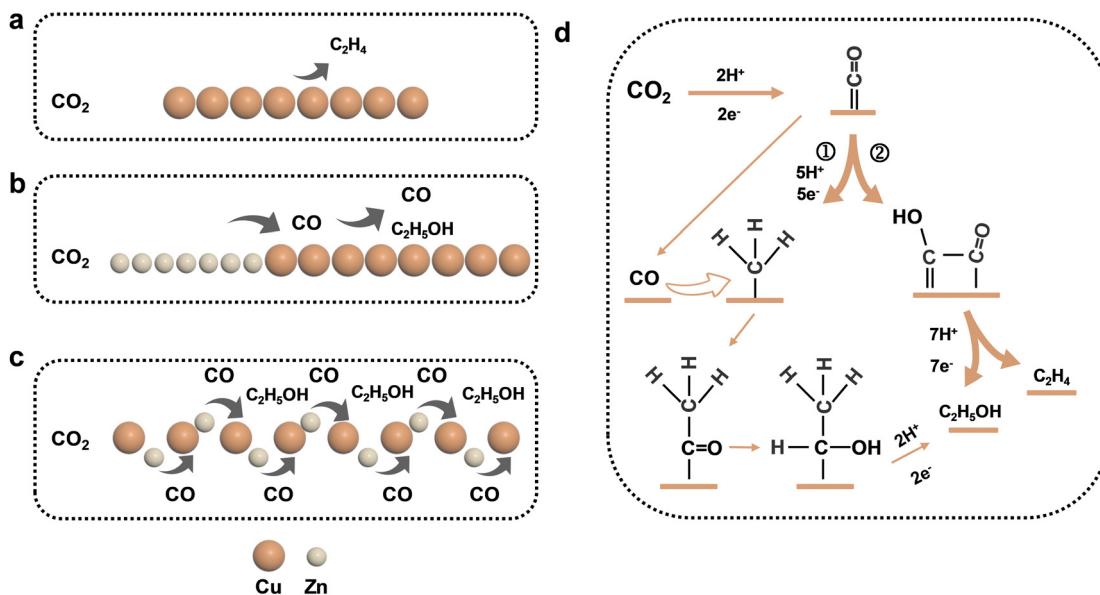 a
C₂H₄
CO₂
b
CO
CO
C₂H₅OH
CO₂
c
CO
CO
CO
C₂H₅OH
C₂H₅OH
C₂H₅OH
CO₂
CO
CO
CO
CO
Cu
Zn
d
CO₂
2H⁺
2e⁻
O
C
①
②
5H⁺
5e⁻
HO
O
C
C
H
H
H
C
CO
7H⁺
7e⁻
C₂H₄
C₂H₅OH
H
H
H
C
C=O
H
H
H
C
H
C
OH
2H⁺
2e⁻